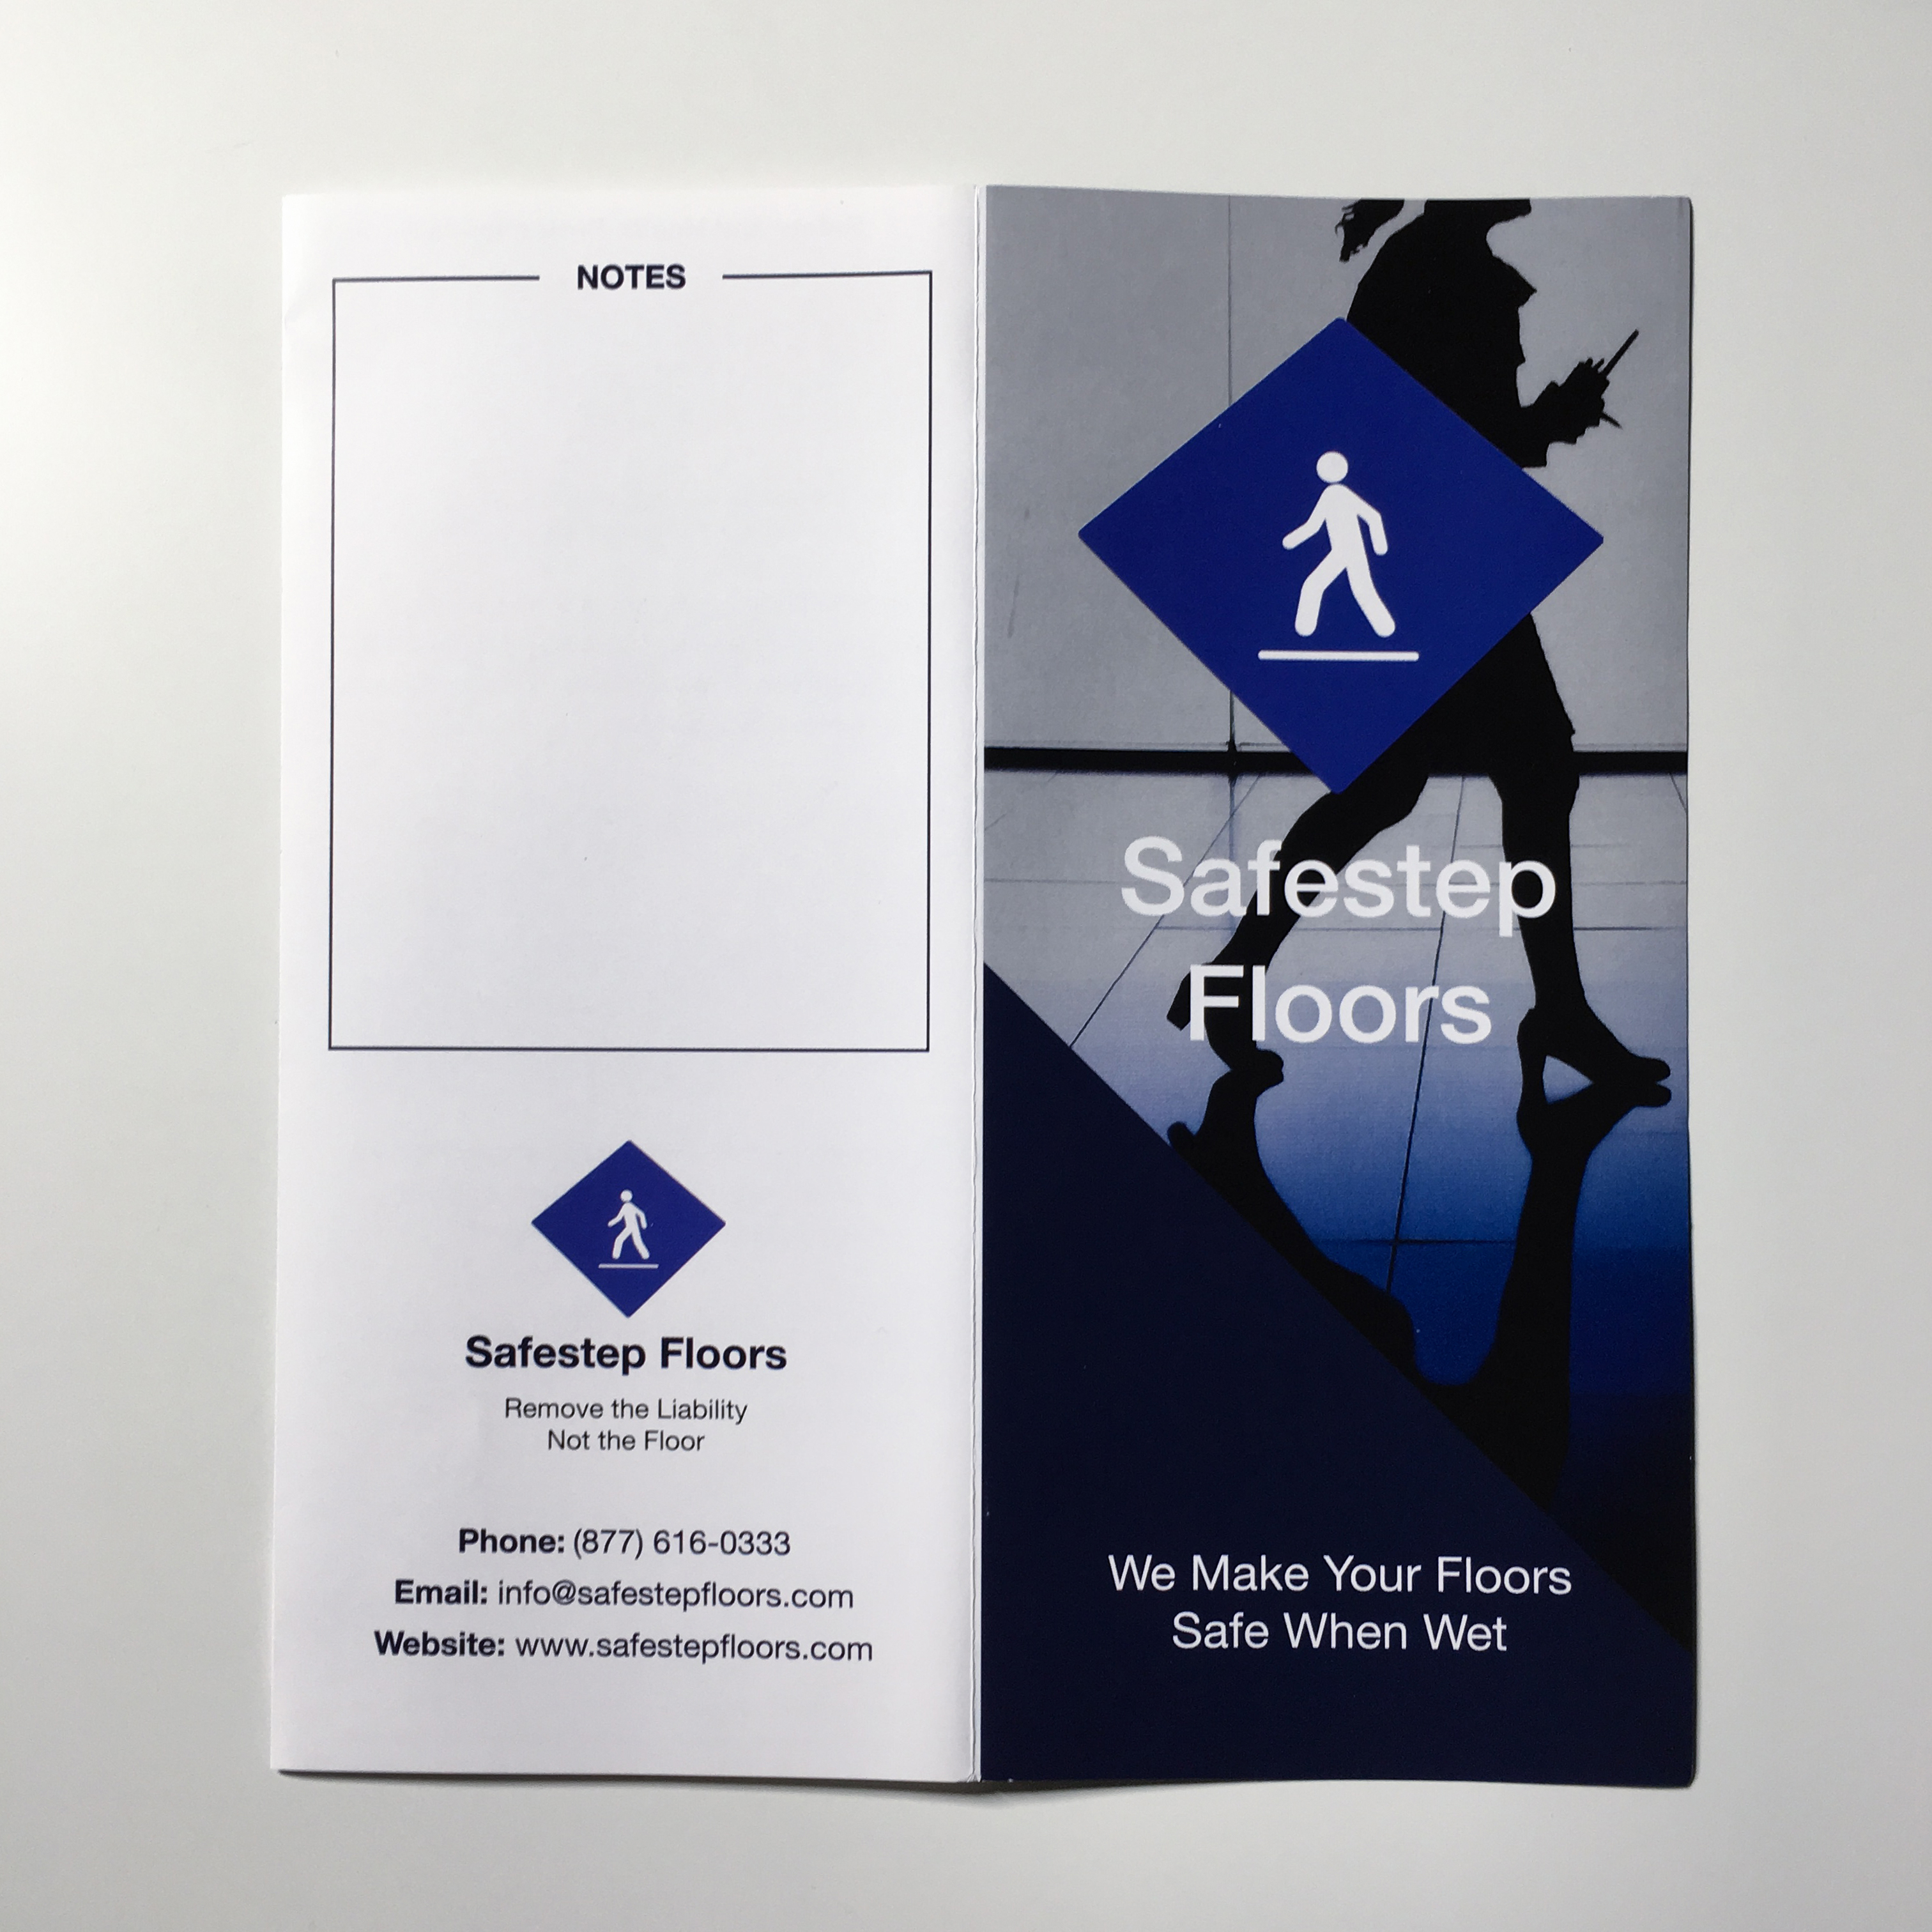 NOTES
Safestep Floors
Remove the Liability
Not the Floor
Phone: (877) 616-0333
Email: info@safestepfloors.com
Website: www.safestepfloors.com
Safestep
Floors
We Make Your Floors
Safe When Wet